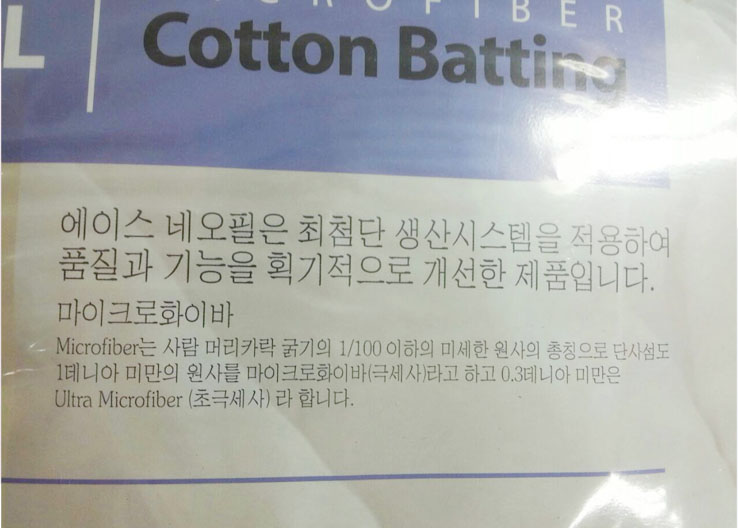 L
MICROFIBER
Cotton Batting
에이스 네오필은 최첨단 생산시스템을 적용하여
품질과 기능을 획기적으로 개선한 제품입니다.
마이크로화이바
Microfiber는 사람 머리카락 굵기의 1/100 이하의 미세한 원사의 총칭으로 단사섬도
1데니아 미만의 원사를 마이크로화이바(극세사)라고 하고 0.3데니아 미만은
Ultra Microfiber (초극세사) 라 합니다.